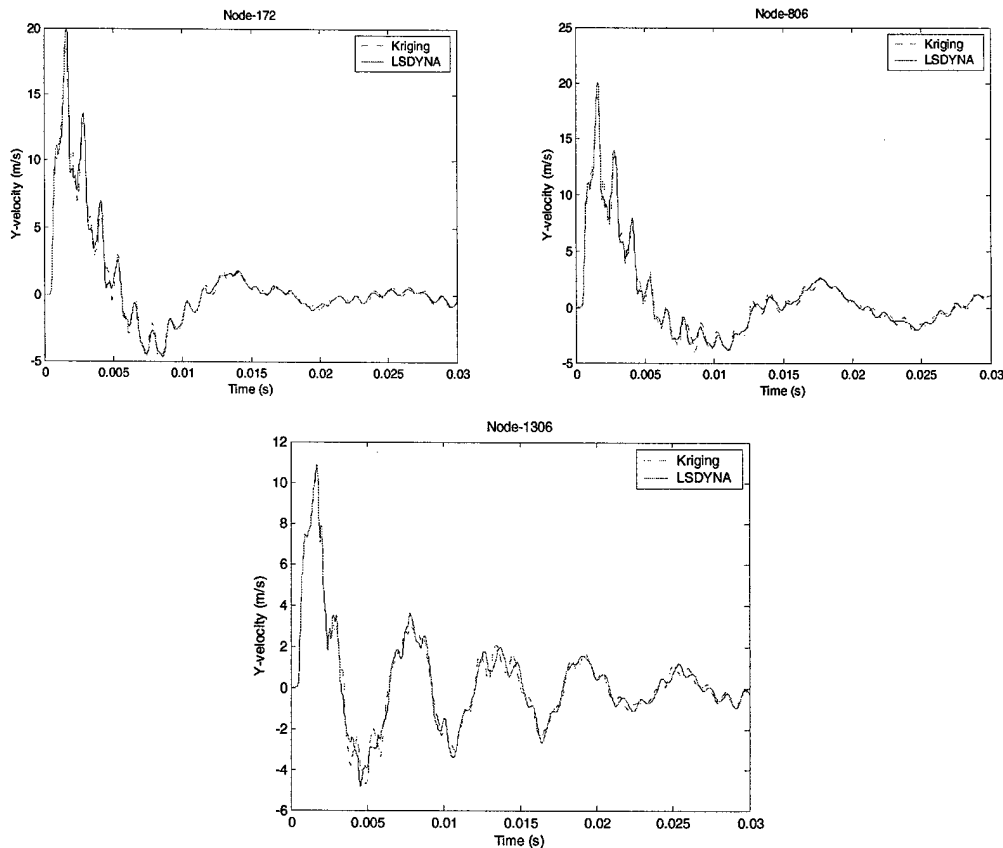 Node-172
Kriging
LSDYNA
20
15
10
5
0
-5
Y-velocity (m/s)
0
0.005
0.01
0.015
0.02
0.025
0.03
Time (s)
Node-806
Kriging
LSDYNA
25
20
15
10
5
0
-5
Y-velocity (m/s)
0
0.005
0.01
0.015
0.02
0.025
0.03
Time (s)
Node-1306
Kriging
LSDYNA
12
10
8
6
4
2
0
-2
-4
-6
Y-velocity (m/s)
0
0.005
0.01
0.015
0.02
0.025
0.03
Time (s)